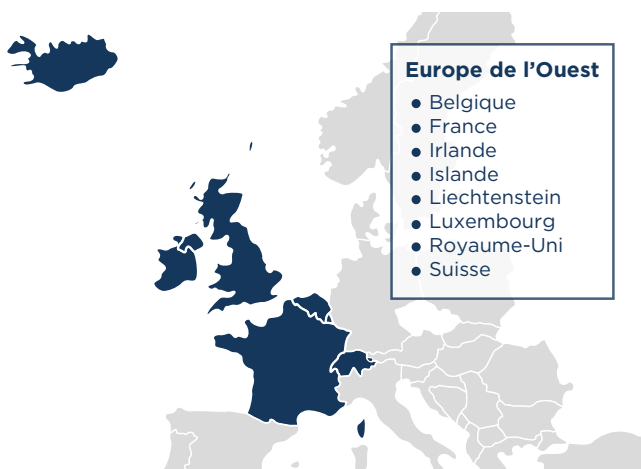 Europe de l’Ouest
• Belgique
• France
• Irlande
• Islande
• Liechtenstein
• Luxembourg
• Royaume-Uni
• Suisse